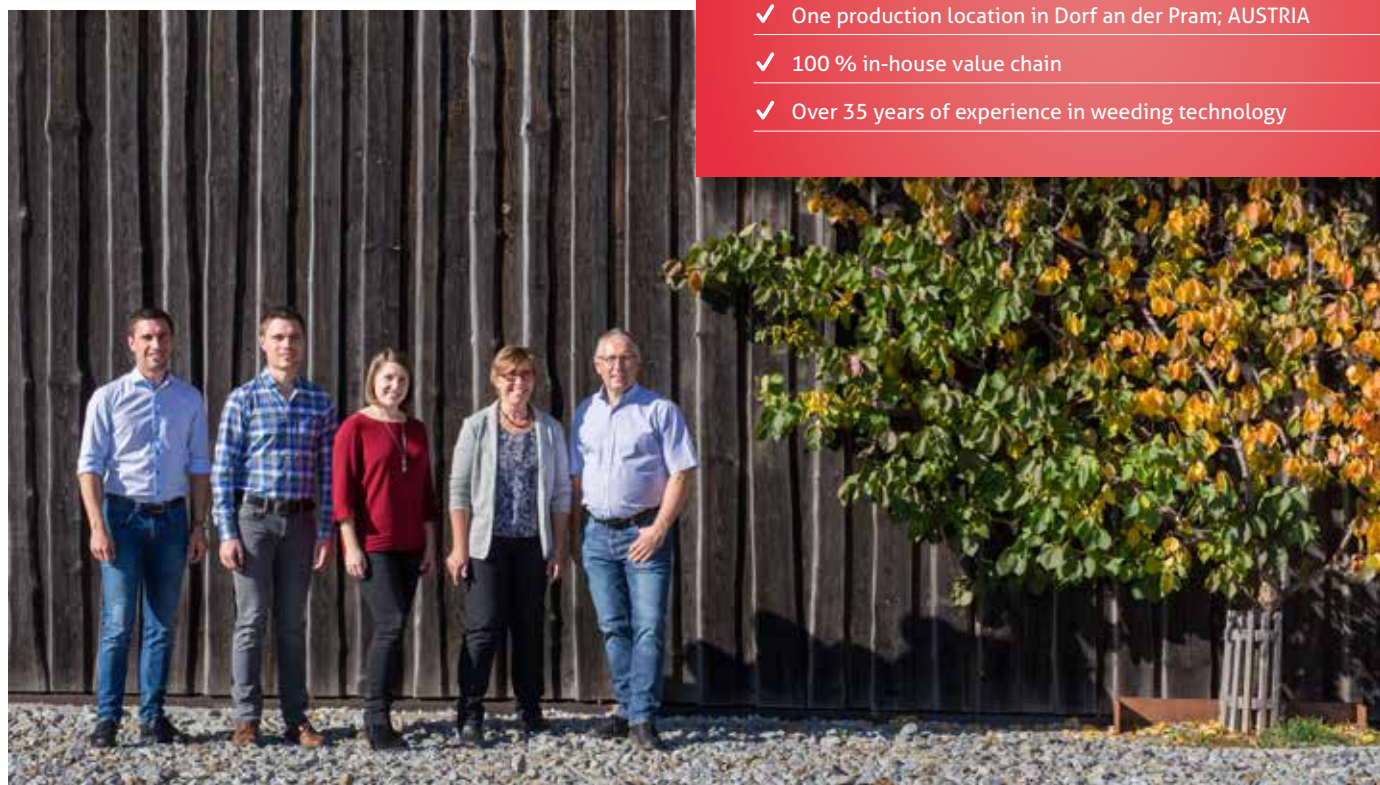 One production location in Dorf an der Pram; AUSTRIA
100 % in-house value chain
Over 35 years of experience in weeding technology